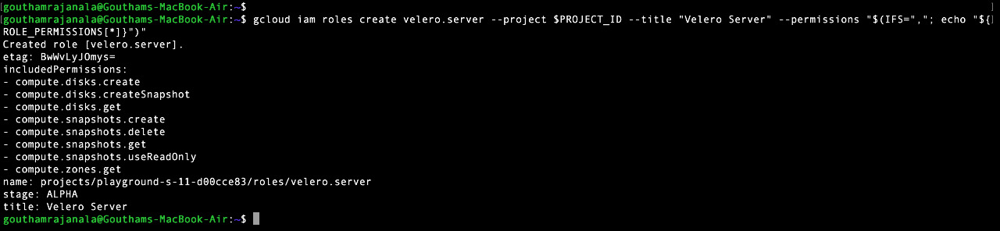 [gouthamrajanala@Gouthams-MacBook-Air:~$ ]
[gouthamrajanala@Gouthams-MacBook-Air:~$ gcloud iam roles create velero.server --project $PROJECT_ID --title "Velero Server" --permissions "$(IFS=","; echo "${]
ROLE_PERMISSIONS[*]}")"
Created role [velero.server].
etag: BwWvLyJOmys=
includedPermissions:
- compute.disks.create
- compute.disks.createSnapshot
- compute.disks.get
- compute.snapshots.create
- compute.snapshots.delete
- compute.snapshots.get
- compute.snapshots.useReadOnly
- compute.zones.get
name: projects/playground-s-11-d00cce83/roles/velero.server
stage: ALPHA
title: Velero Server
gouthamrajanala@Gouthams-MacBook-Air:~$